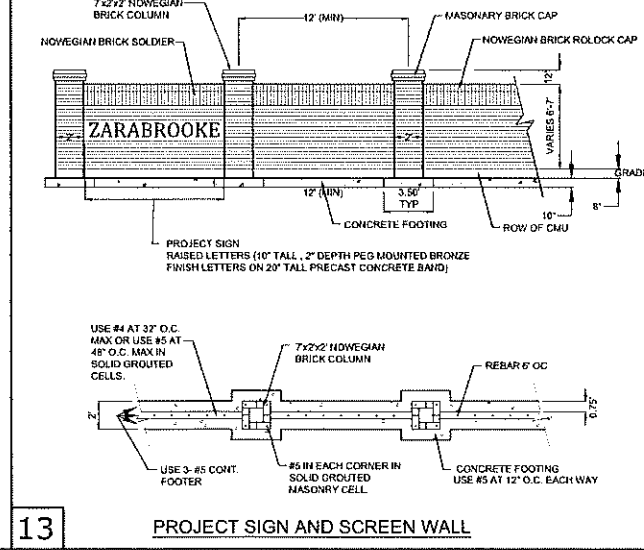 7'x2'x2' NOWEGIAN
BRICK COLUMN
12' (MIN)
MASONARY BRICK CAP
NOWEGIAN BRICK SOLDIER
NOWEGIAN BRICK ROLOCK CAP
12"
ZARABROOKE
2'
2'
VARIES 6'-7'
GRADE
12' (MIN)
3.50'
TYP
10"
8"
CONCRETE FOOTING
ROW OF CMU
PROJECT SIGN
RAISED LETTERS (10" TALL , 2" DEPTH PEG MOUNTED BRONZE
FINISH LETTERS ON 20" TALL PRECAST CONCRETE BAND)
USE #4 AT 32" O.C.
MAX OR USE #5 AT
48" O.C. MAX IN
SOLID GROUTED
CELLS.
7'x2'x2' NOWEGIAN
BRICK COLUMN
REBAR 6' OC
2'
0.75'
USE 3- #5 CONT.
FOOTER
#5 IN EACH CORNER IN
SOLID GROUTED
MASONRY CELL
CONCRETE FOOTING
USE #5 AT 12" O.C. EACH WAY
13
PROJECT SIGN AND SCREEN WALL